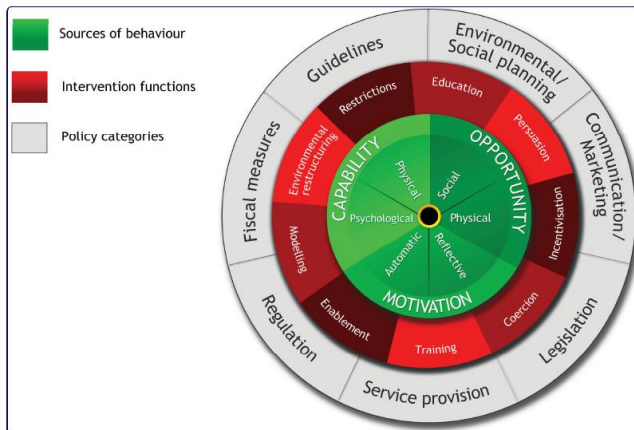 Sources of behaviour
Intervention functions
Policy categories
Guidelines
Environmental/
Social planning
Communication/
Marketing
Legislation
Service provision
Regulation
Fiscal measures
Restrictions
Education
Persuasion
Incentivisation
Coercion
Training
Enablement
Modelling
Environmental
restructuring
CAPABILITY
OPPORTUNITY
MOTIVATION
Physical
Social
Psychological
Physical
Automatic
Reflective